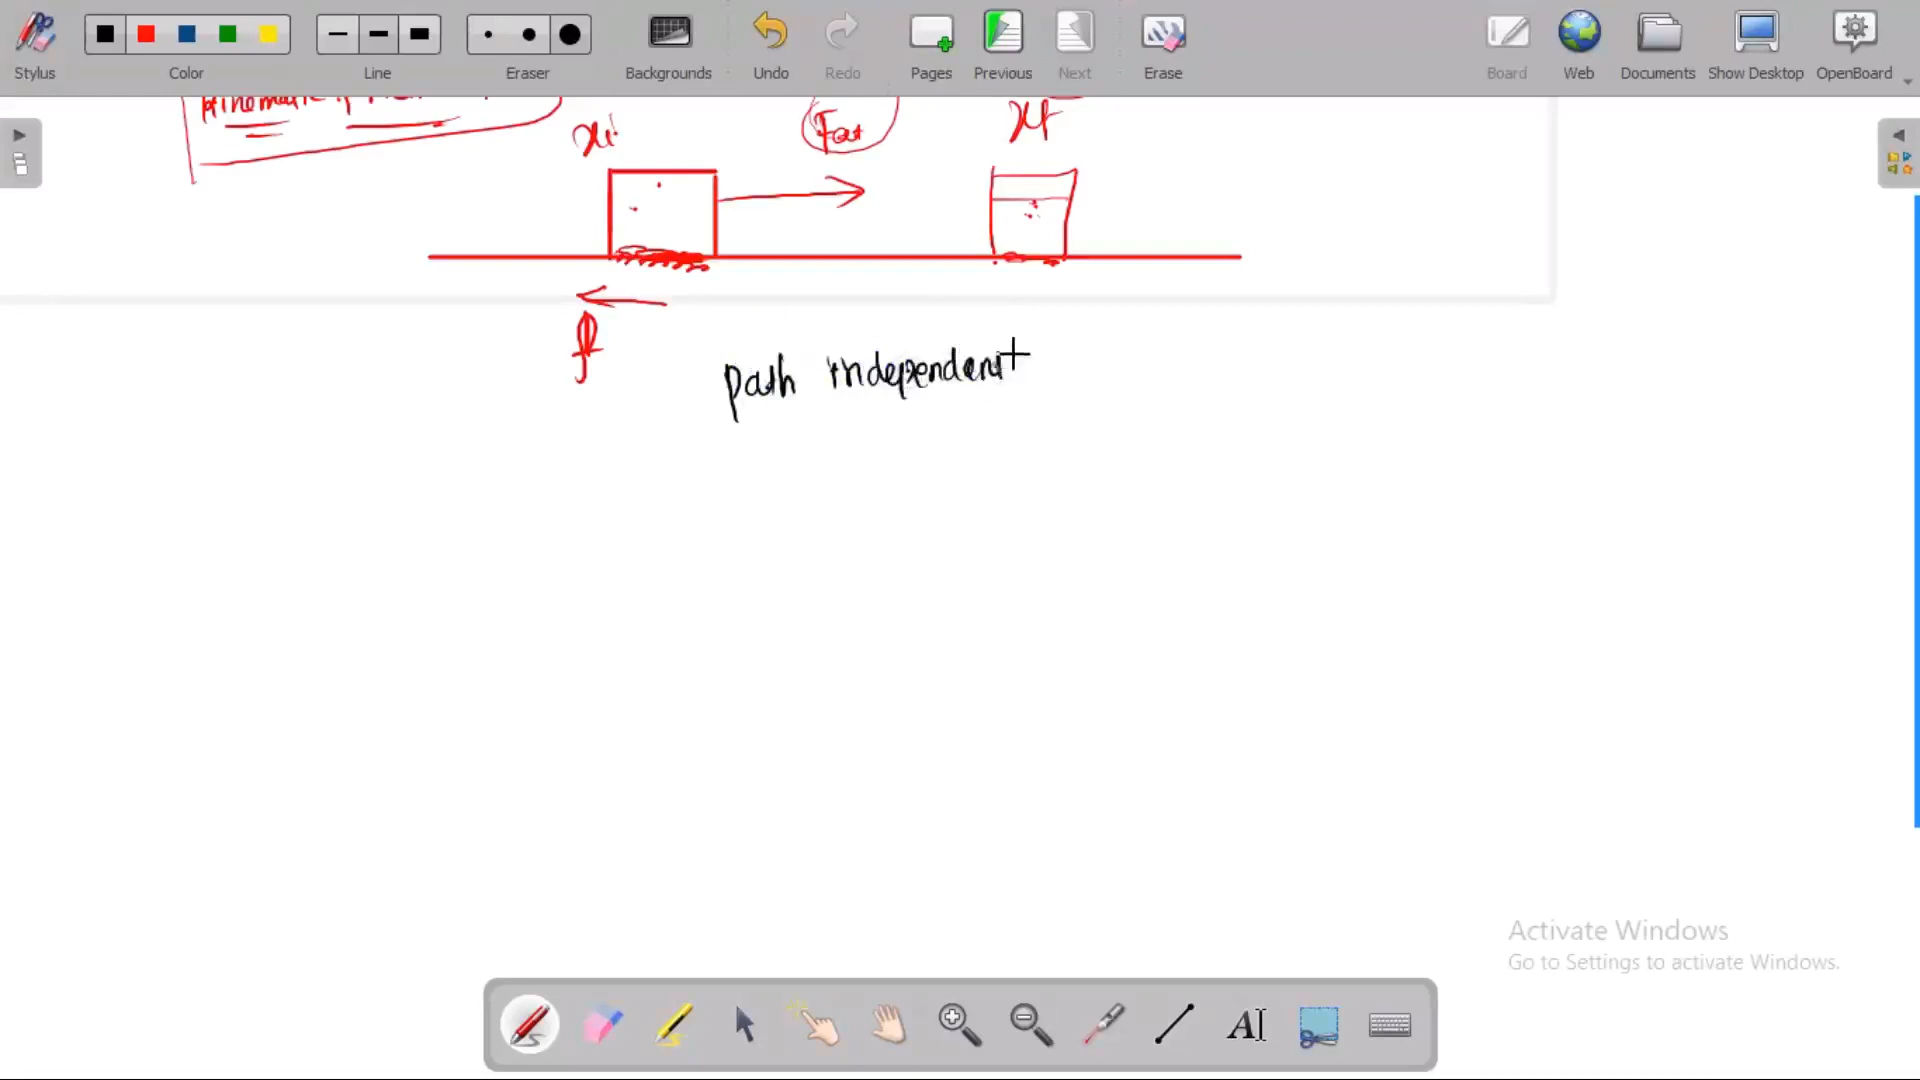 Stylus
Color
Line
Eraser
Backgrounds
Undo
Redo
Pages
Previous
Next
Erase
Board
Web
Documents
Show Desktop
OpenBoard
xi
xf
f
path independent
Activate Windows
Go to Settings to activate Windows.
AI